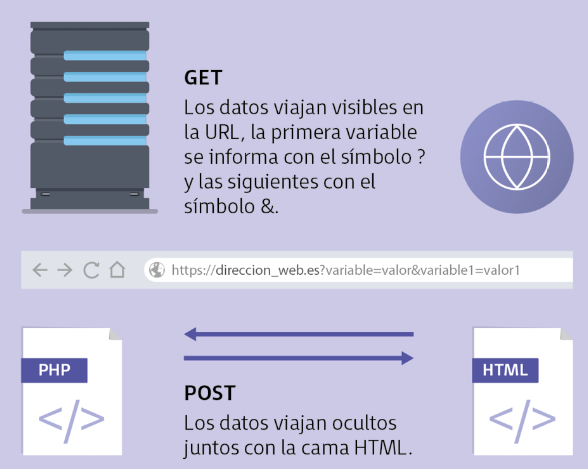 GET
Los datos viajan visibles en
la URL, la primera variable
se informa con el símbolo ?
y las siguientes con el
símbolo &.
https://direccion_web.es?variable=valor&variable1=valor1
PHP
</>
HTML
</>
POST
Los datos viajan ocultos
juntos con la cama HTML.